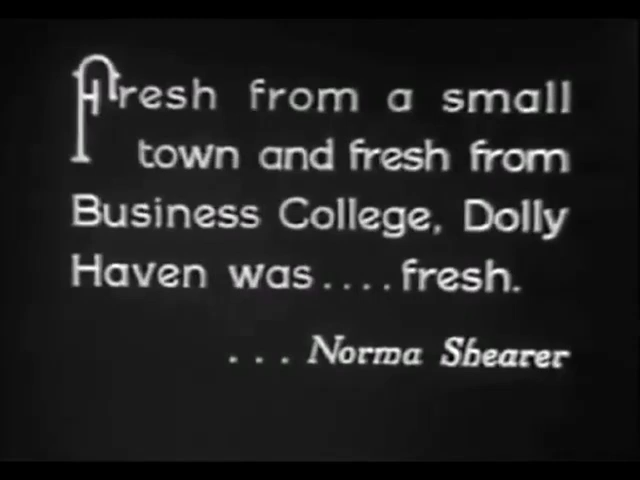 Fresh from a small
town and fresh from
Business College, Dolly
Haven was .... fresh.
... Norma Shearer